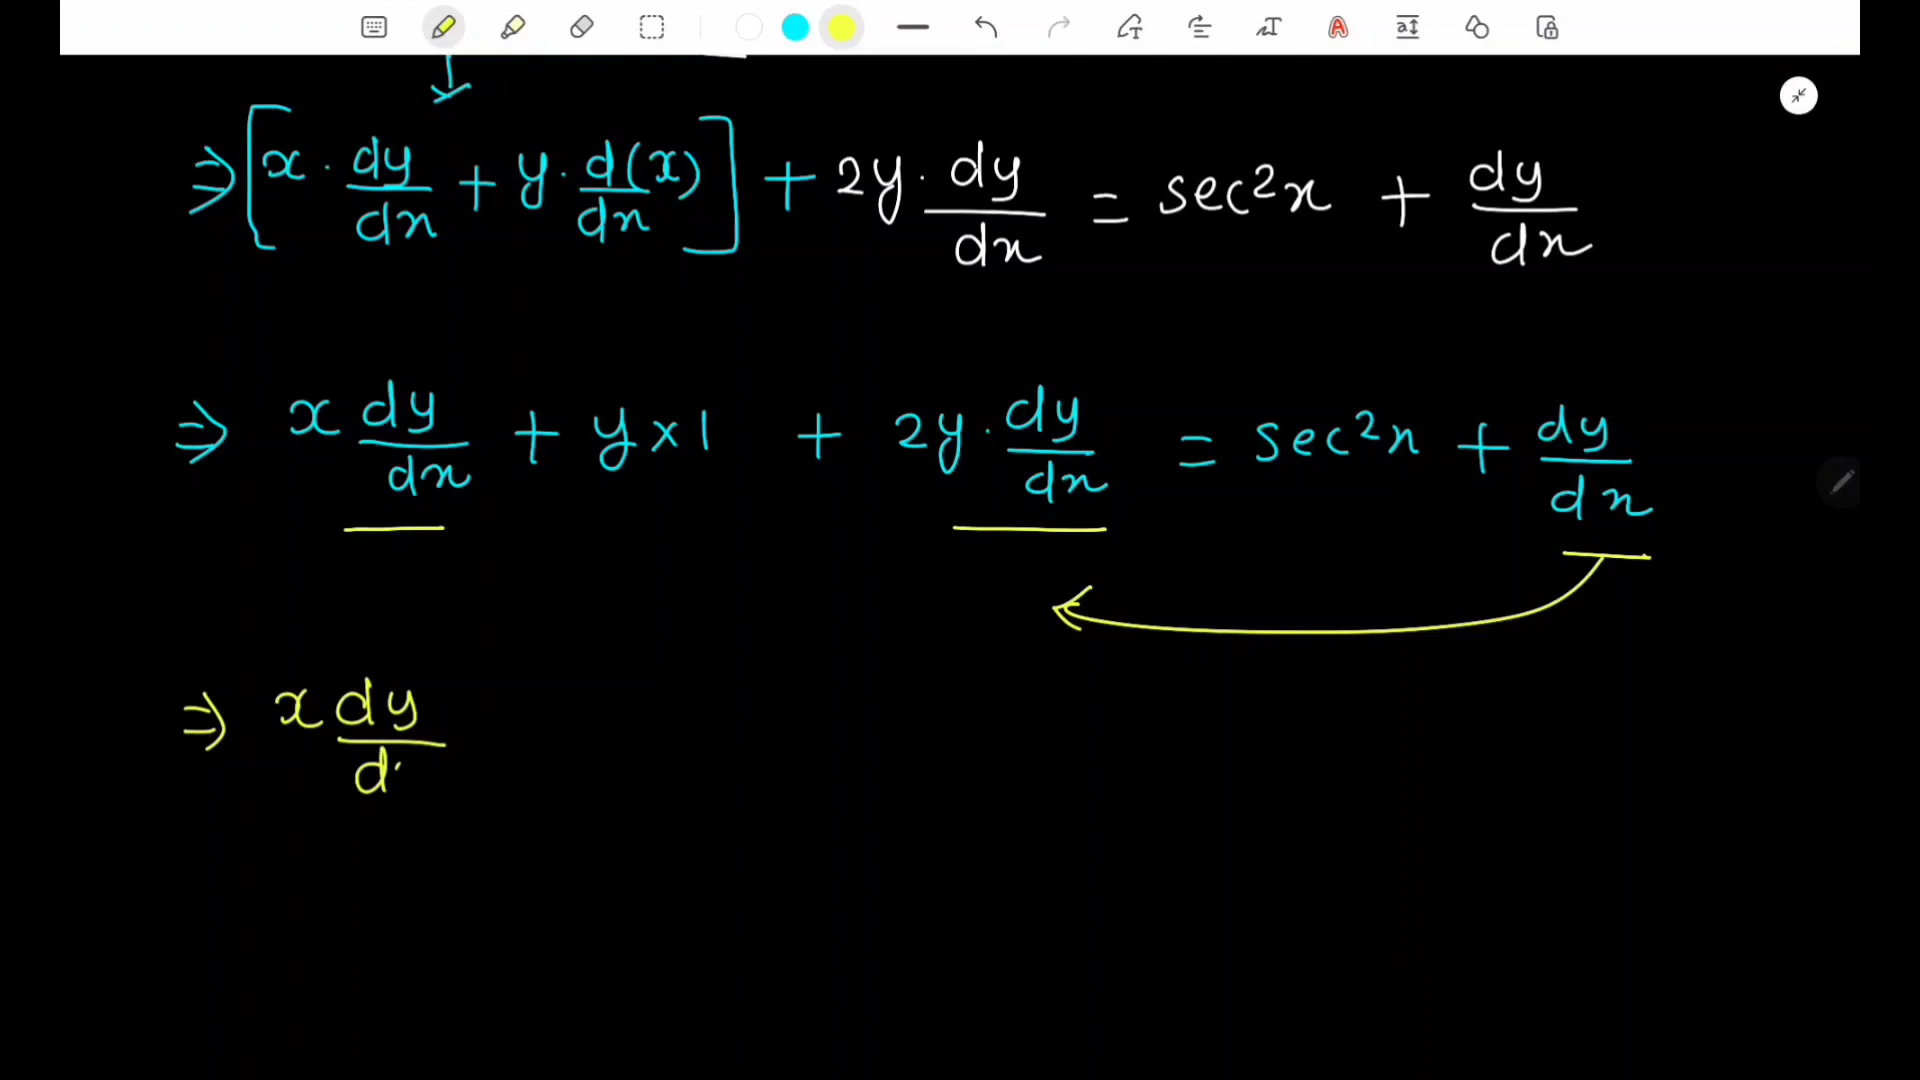 ⇒ [x · dy/dx + y · d(x)/dx] + 2y · dy/dx = sec²x + dy/dx
⇒ x dy/dx + y×1 + 2y · dy/dx = sec²x + dy/dx
⇒ x dy/d